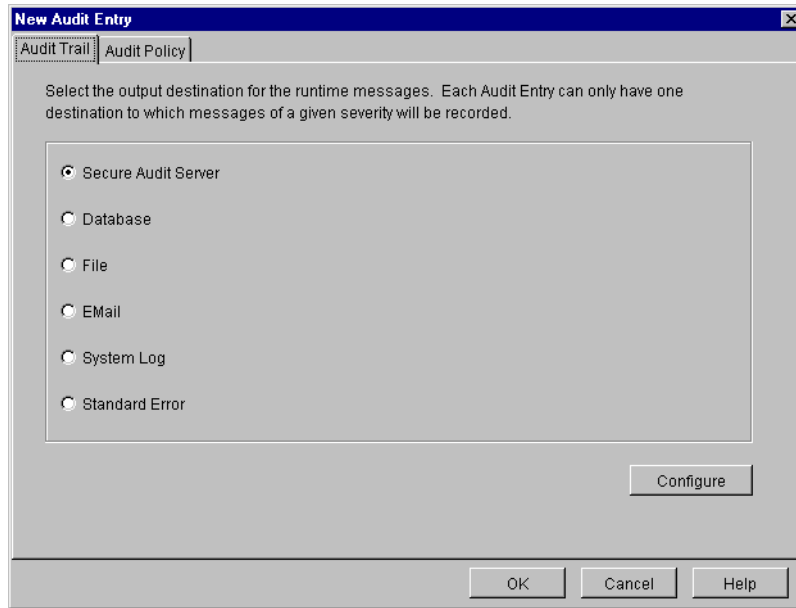 New Audit Entry
Audit Trail Audit Policy
Select the output destination for the runtime messages. Each Audit Entry can only have one
destination to which messages of a given severity will be recorded.
Secure Audit Server
Database
File
EMail
System Log
Standard Error
Configure
OK Cancel Help